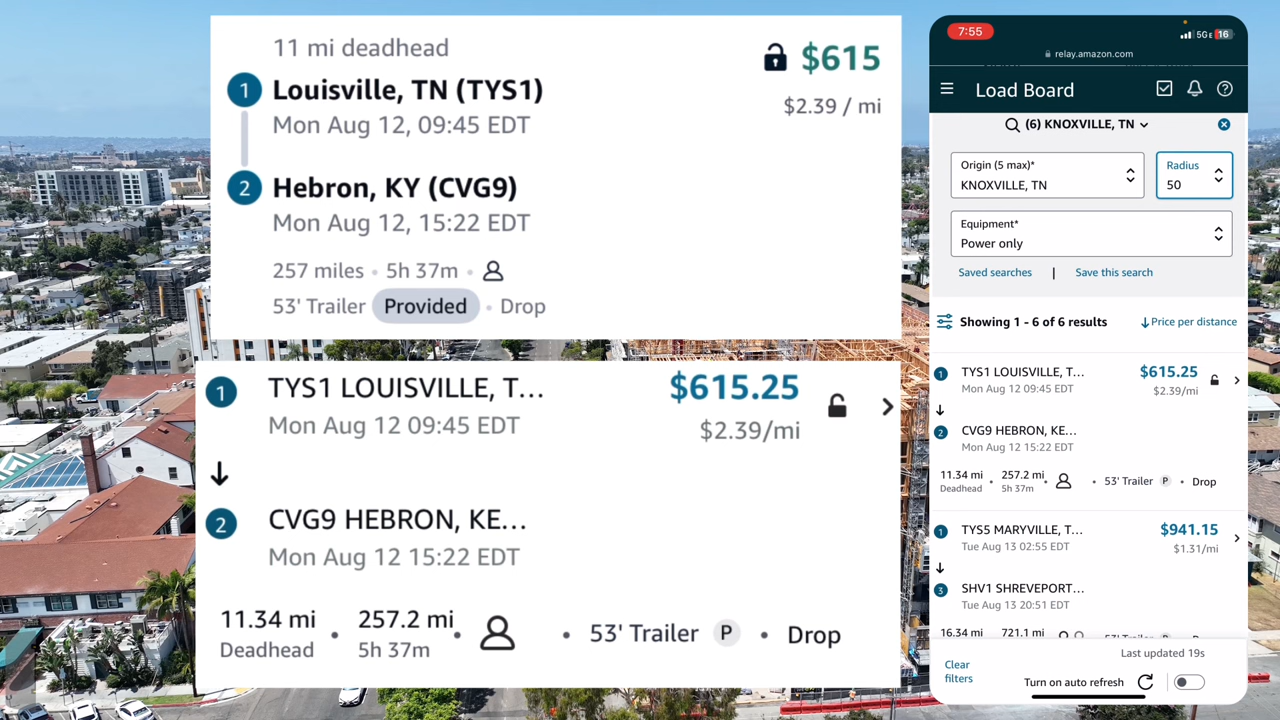 11 mi deadhead
$615
1 Louisville, TN (TYS1)
$2.39 / mi
Mon Aug 12, 09:45 EDT
2 Hebron, KY (CVG9)
Mon Aug 12, 15:22 EDT
257 miles • 5h 37m •
53' Trailer Provided • Drop
1 TYS1 LOUISVILLE, T...
$615.25
Mon Aug 12 09:45 EDT
$2.39/mi
2 CVG9 HEBRON, KE...
Mon Aug 12 15:22 EDT
11.34 mi • 257.2 mi • • 53' Trailer P • Drop
Deadhead 5h 37m
7:55
5GE 16
relay.amazon.com
Load Board
(6) KNOXVILLE, TN
Origin (5 max)*
KNOXVILLE, TN
Radius
50
Equipment*
Power only
Saved searches | Save this search
Showing 1 - 6 of 6 results
Price per distance
1 TYS1 LOUISVILLE, T...
$615.25
Mon Aug 12 09:45 EDT
$2.39/mi
2 CVG9 HEBRON, KE...
Mon Aug 12 15:22 EDT
11.34 mi • 257.2 mi • • 53' Trailer P • Drop
Deadhead 5h 37m
1 TYS5 MARYVILLE, T...
$941.15
Tue Aug 13 02:55 EDT
$1.31/mi
3 SHV1 SHREVEPORT...
Tue Aug 13 20:51 EDT
16.34 mi 721.1 mi
Last updated 19s
Clear
filters
Turn on auto refresh